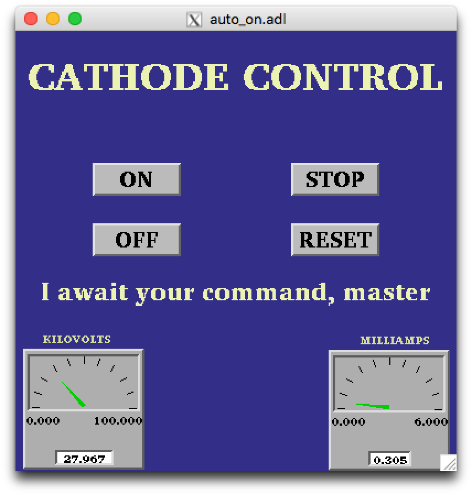 auto_on.adl
CATHODE CONTROL
ON STOP
OFF RESET
I await your command, master
KILOVOLTS MILLIAMPS
0.000 100.000 0.000 6.000
27.967 0.305